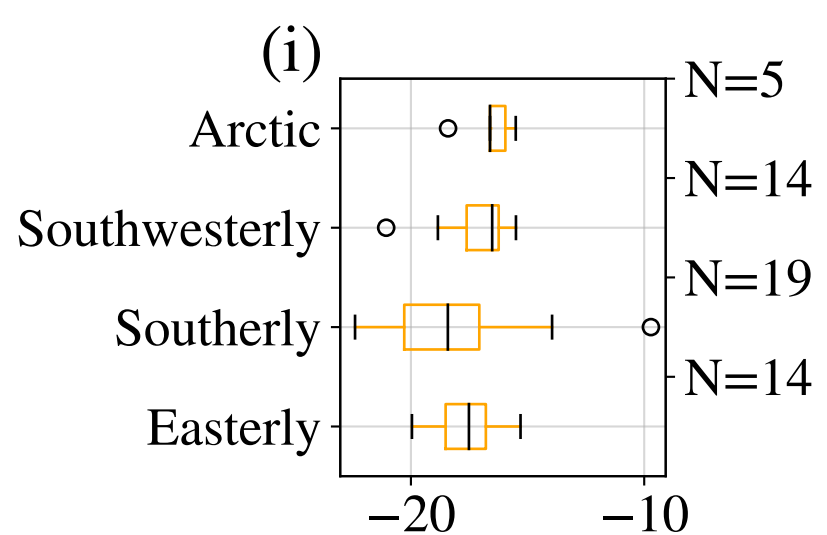 (i)
N=5
Arctic
N=14
Southwesterly
N=19
Southerly
N=14
Easterly
−20
−10